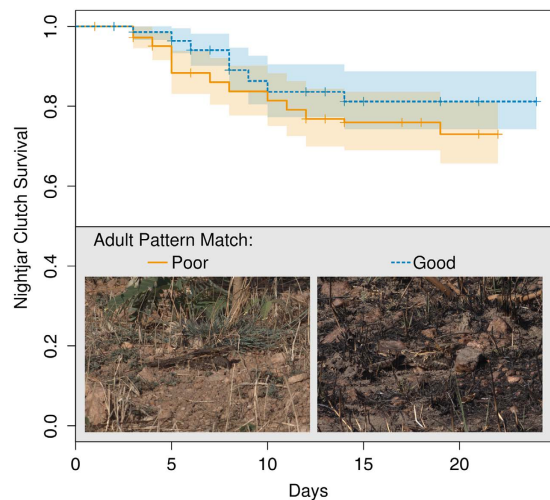 1.0
0.8
0.6
0.4
0.2
0.0
Nightjar Clutch Survival
Adult Pattern Match:
Poor Good
0 5 10 15 20
Days